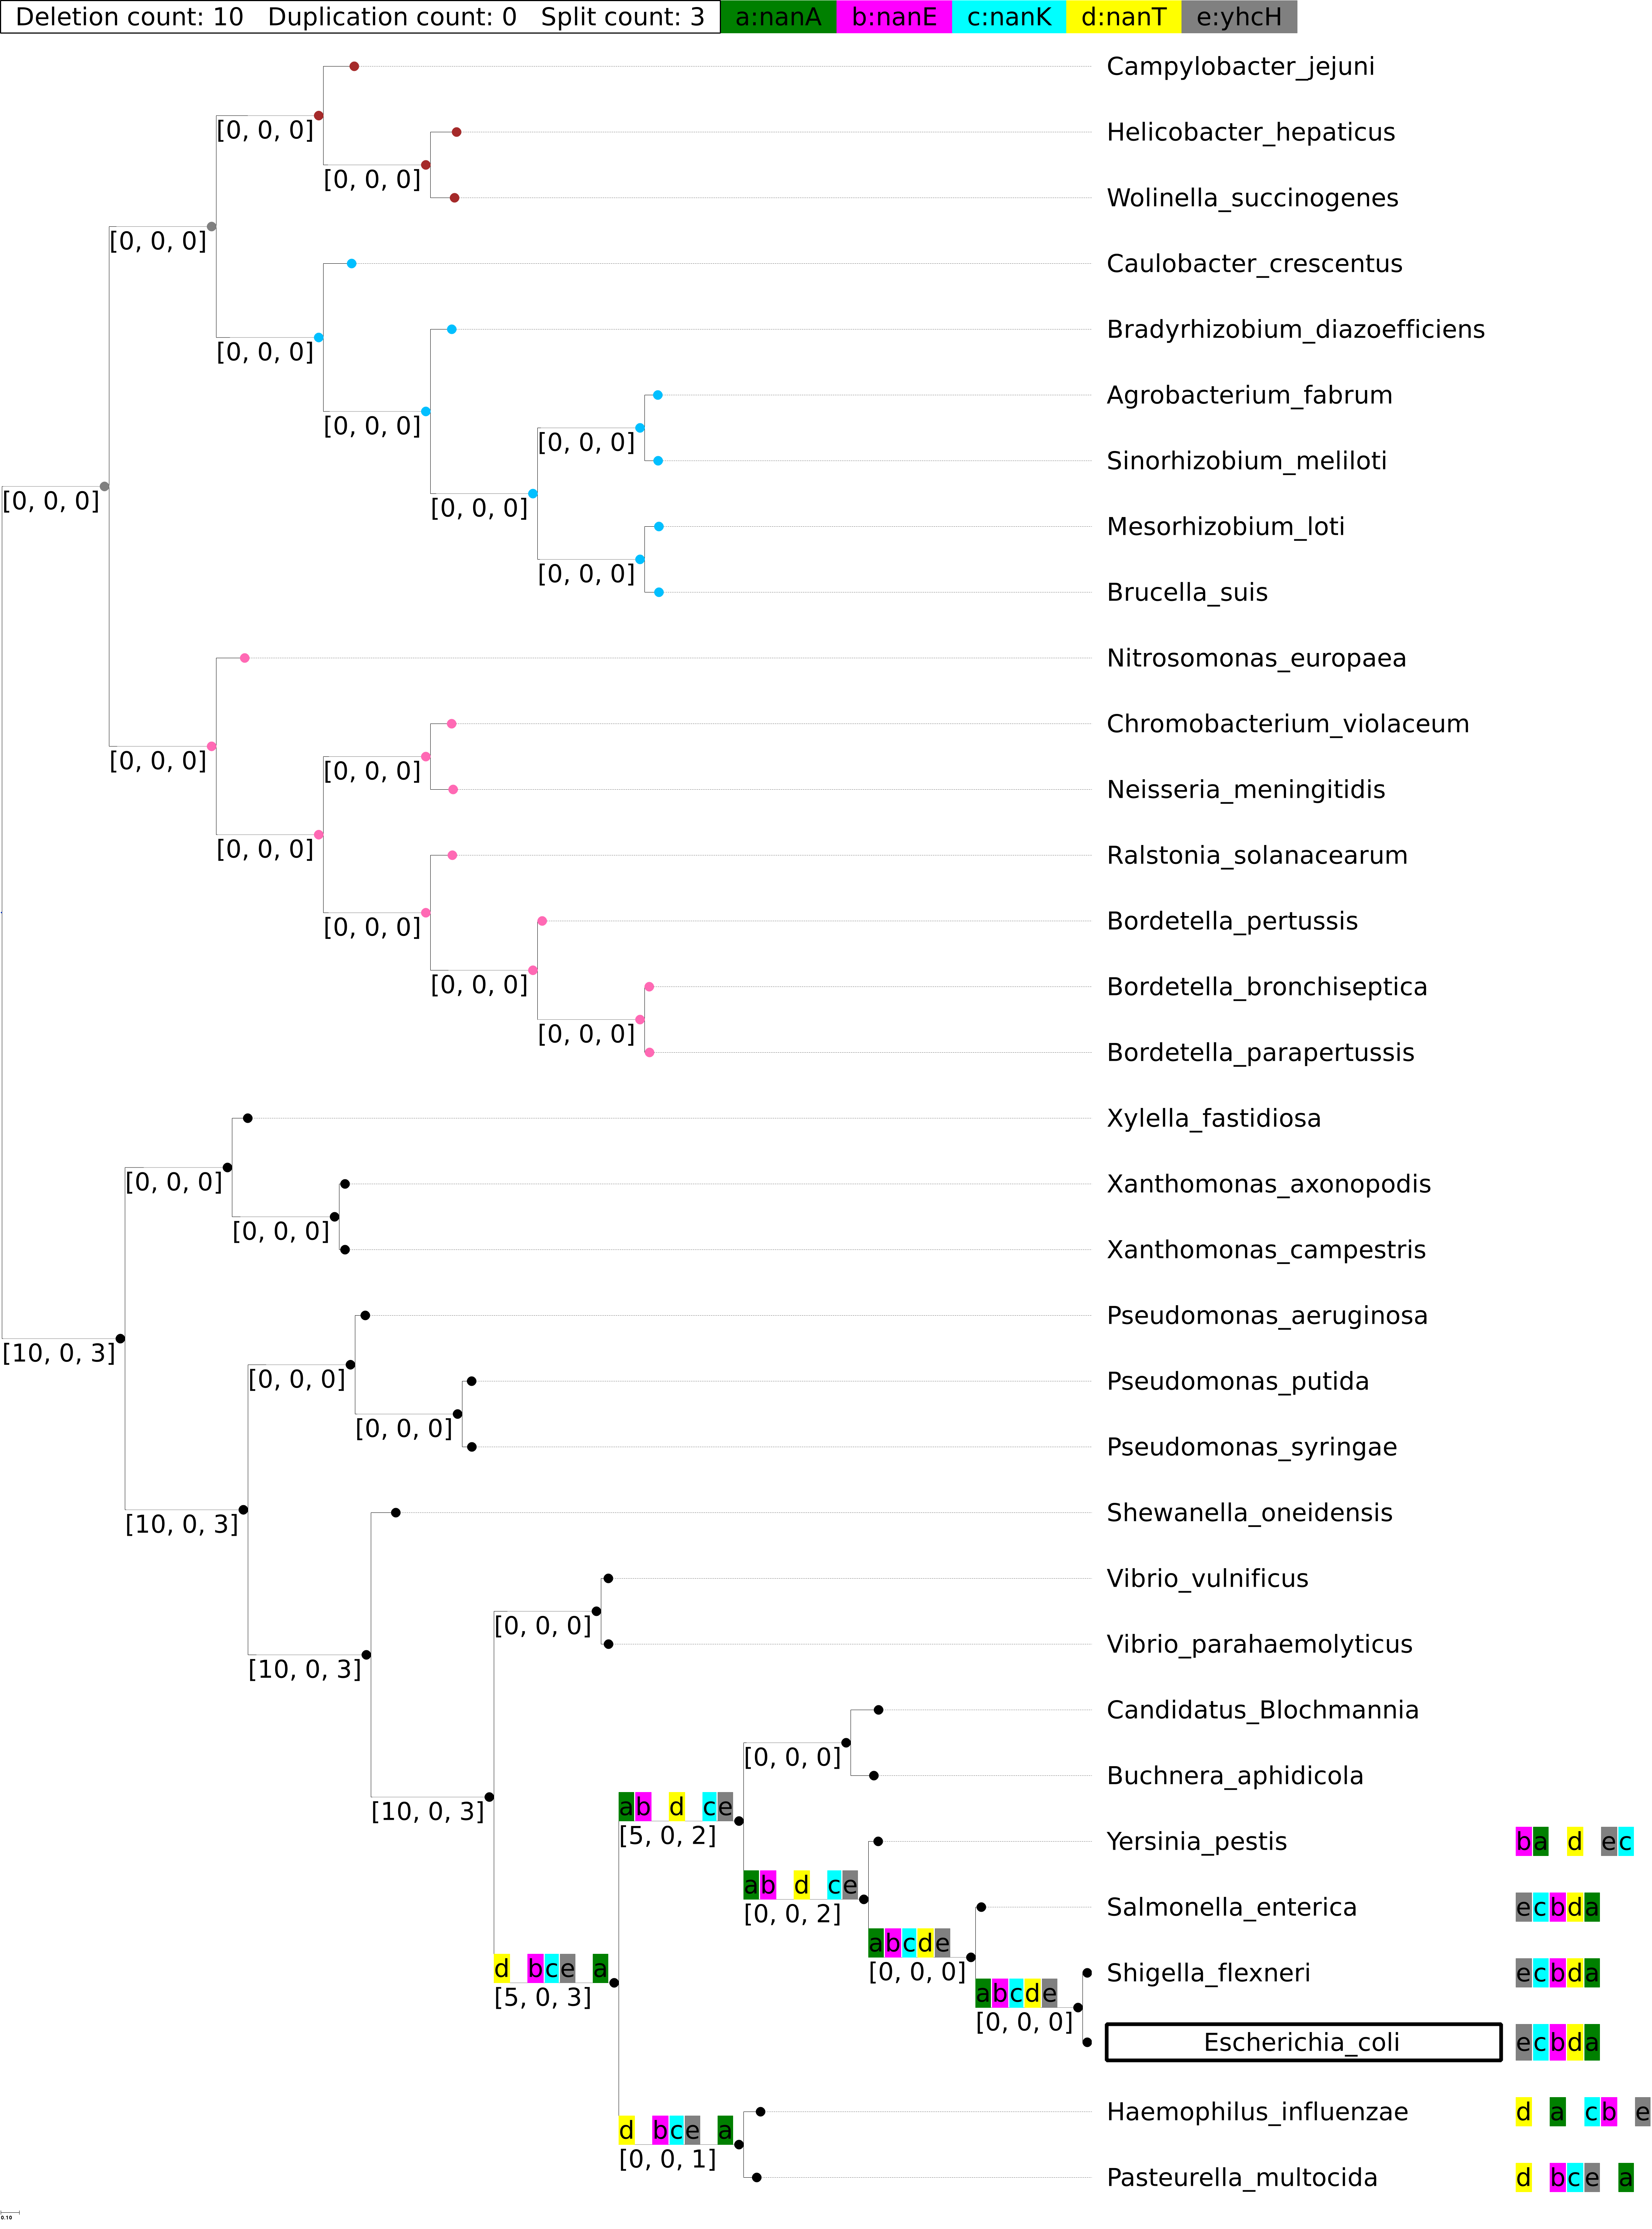 Deletion count: 10   Duplication count: 0   Split count: 3 a:nanA b:nanE c:nanK d:nanT e:yhcH
Campylobacter_jejuni
[0, 0, 0]
Helicobacter_hepaticus
[0, 0, 0]
Wolinella_succinogenes
[0, 0, 0]
Caulobacter_crescentus
Bradyrhizobium_diazoefficiens
[0, 0, 0]
Agrobacterium_fabrum
[0, 0, 0]
[0, 0, 0]
Sinorhizobium_meliloti
[0, 0, 0]
[0, 0, 0]
Mesorhizobium_loti
[0, 0, 0]
Brucella_suis
Nitrosomonas_europaea
Chromobacterium_violaceum
[0, 0, 0]
[0, 0, 0]
Neisseria_meningitidis
[0, 0, 0]
Ralstonia_solanacearum
Bordetella_pertussis
[0, 0, 0]
[0, 0, 0]
Bordetella_bronchiseptica
[0, 0, 0]
Bordetella_parapertussis
Xylella_fastidiosa
[0, 0, 0]
Xanthomonas_axonopodis
[0, 0, 0]
Xanthomonas_campestris
Pseudomonas_aeruginosa
[10, 0, 3]
[0, 0, 0]
Pseudomonas_putida
[0, 0, 0]
Pseudomonas_syringae
Shewanella_oneidensis
[10, 0, 3]
Vibrio_vulnificus
[0, 0, 0]
Vibrio_parahaemolyticus
[10, 0, 3]
Candidatus_Blochmannia
[0, 0, 0]
Buchnera_aphidicola
ab d ce
[10, 0, 3]
[5, 0, 2]
Yersinia_pestis ba d ec
ab d ce
Salmonella_enterica ecbda
[0, 0, 2]
abcde
d bce a
[0, 0, 0]
Shigella_flexneri ecbda
abcde
[5, 0, 3]
[0, 0, 0]
Escherichia_coli ecbda
Haemophilus_influenzae d a cb e
d bce a
[0, 0, 1]
Pasteurella_multocida d bce a
0.10